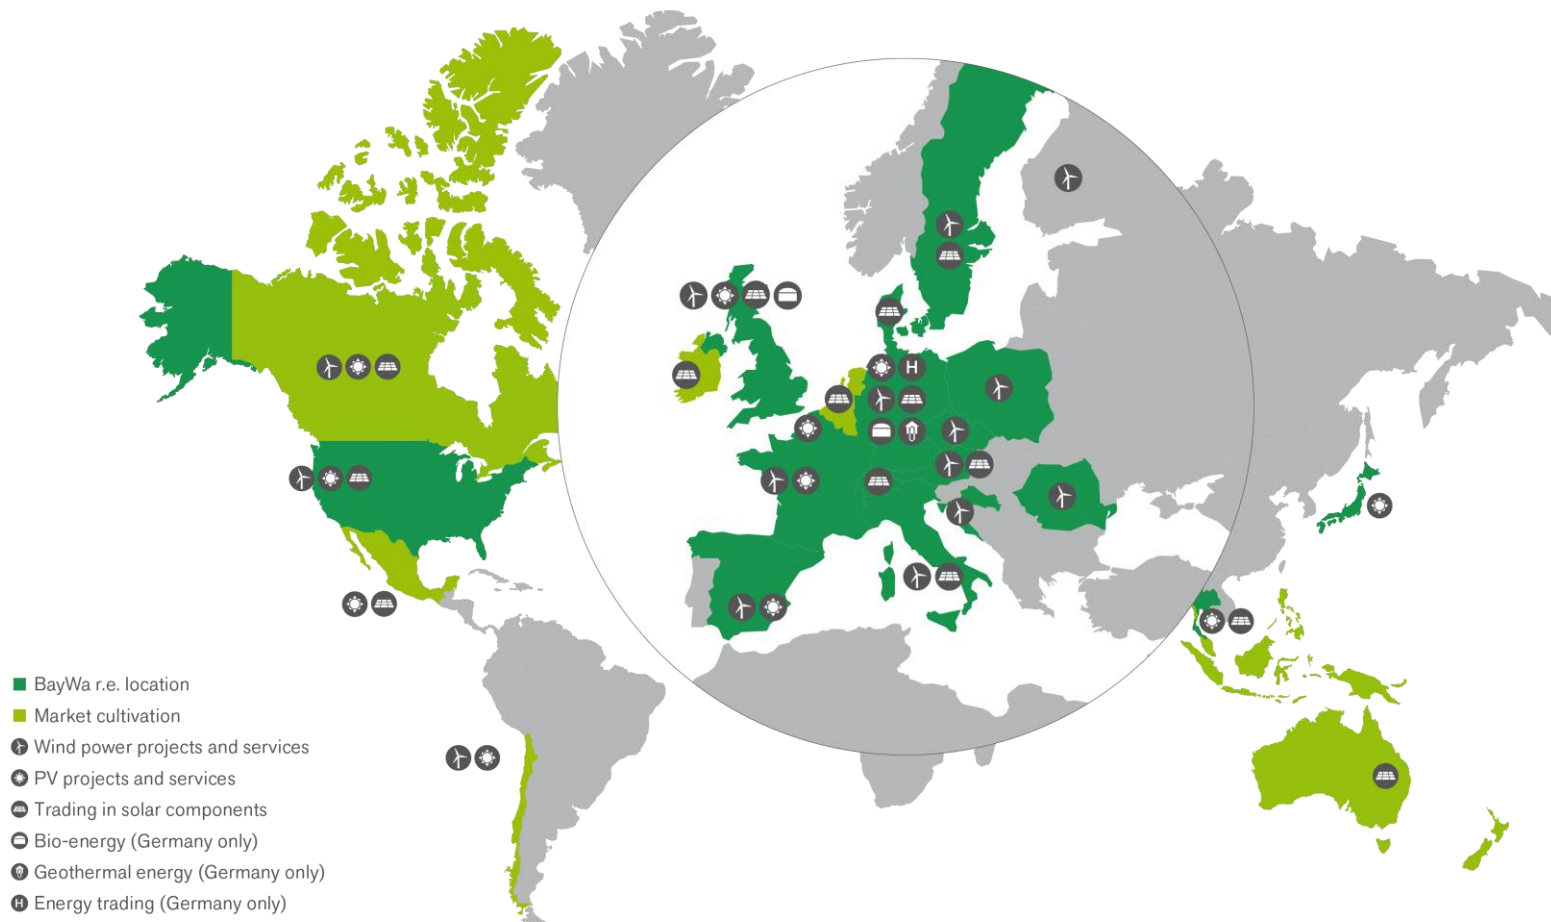 BayWa r.e. location
Market cultivation
Wind power projects and services
PV projects and services
Trading in solar components
Bio-energy (Germany only)
Geothermal energy (Germany only)
H Energy trading (Germany only)
H